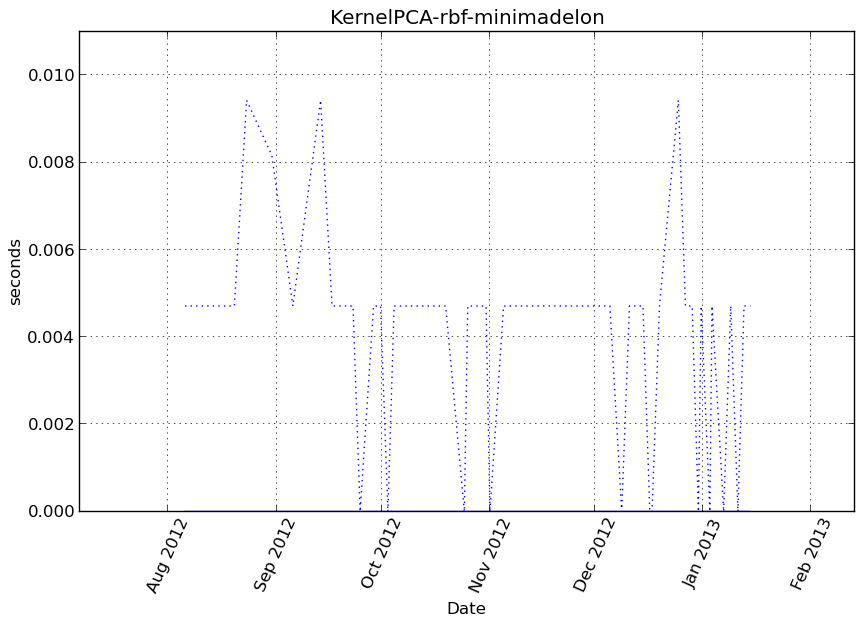 KernelPCA-rbf-minimadelon
0.010
0.008
0.006
0.004
0.002
0.000
seconds
Aug 2012
Sep 2012
Oct 2012
Nov 2012
Dec 2012
Jan 2013
Feb 2013
Date